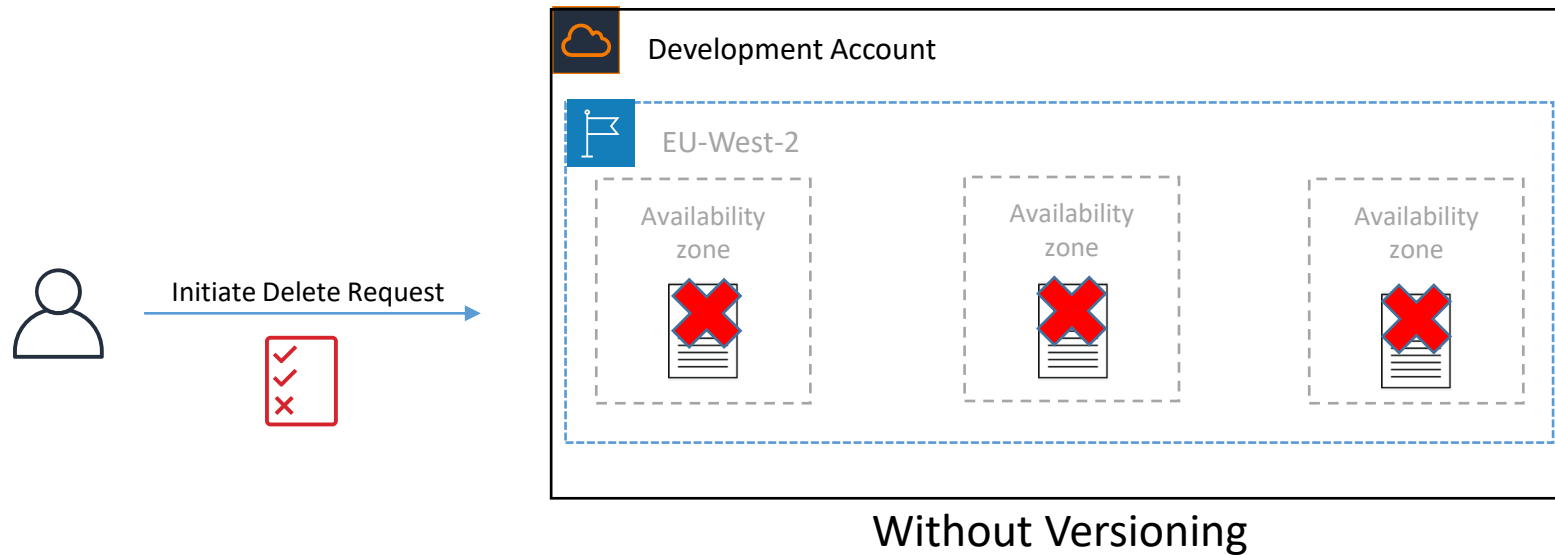 Development Account
EU-West-2
Availability
zone
Availability
zone
Availability
zone
Initiate Delete Request
Without Versioning